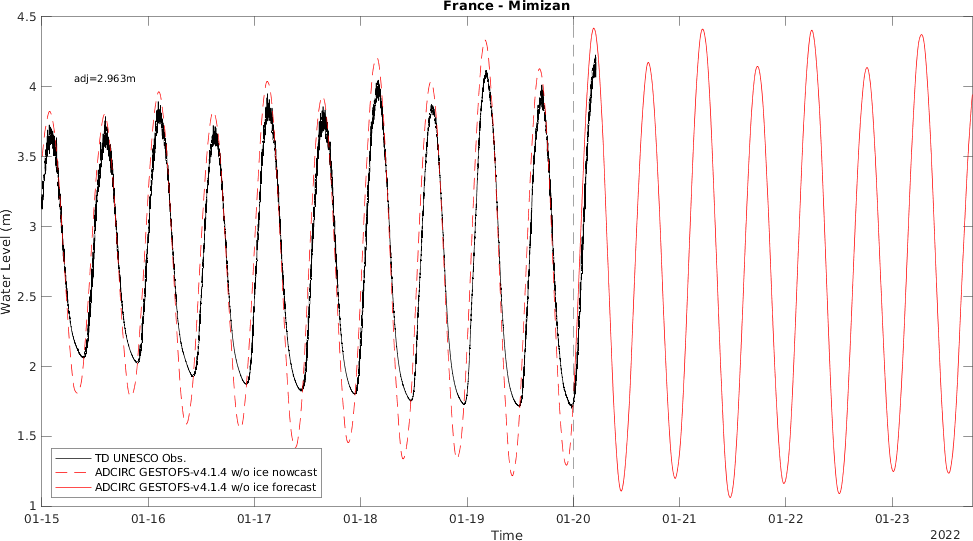 France - Mimizan
4.5
4
3.5
3
2.5
2
1.5
1
Water Level (m)
adj=2.963m
TD UNESCO Obs.
ADCIRC GESTOFS-v4.1.4 w/o ice nowcast
ADCIRC GESTOFS-v4.1.4 w/o ice forecast
01-15 01-16 01-17 01-18 01-19 01-20 01-21 01-22 01-23
Time
2022